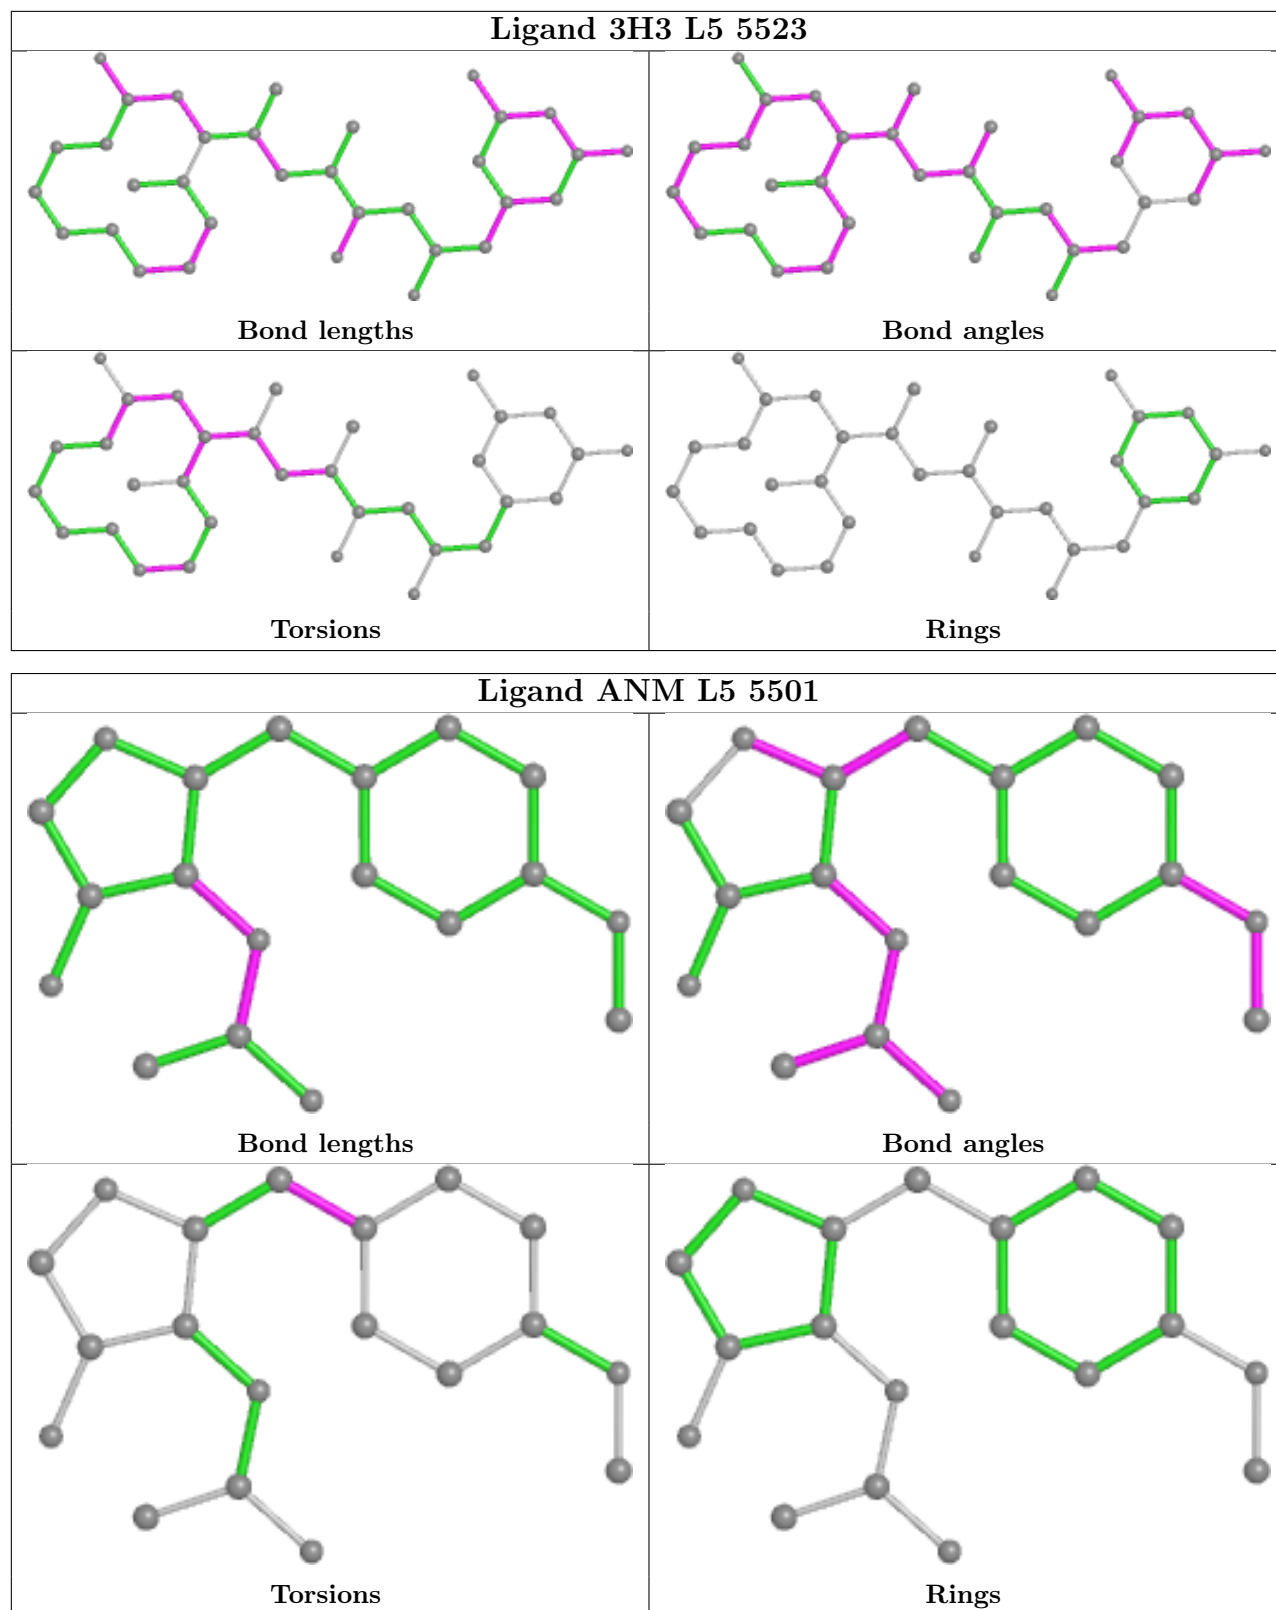 Ligand 3H3 L5 5523
Bond lengths
Bond angles
Torsions
Rings
Ligand ANM L5 5501
Bond lengths
Bond angles
Torsions
Rings